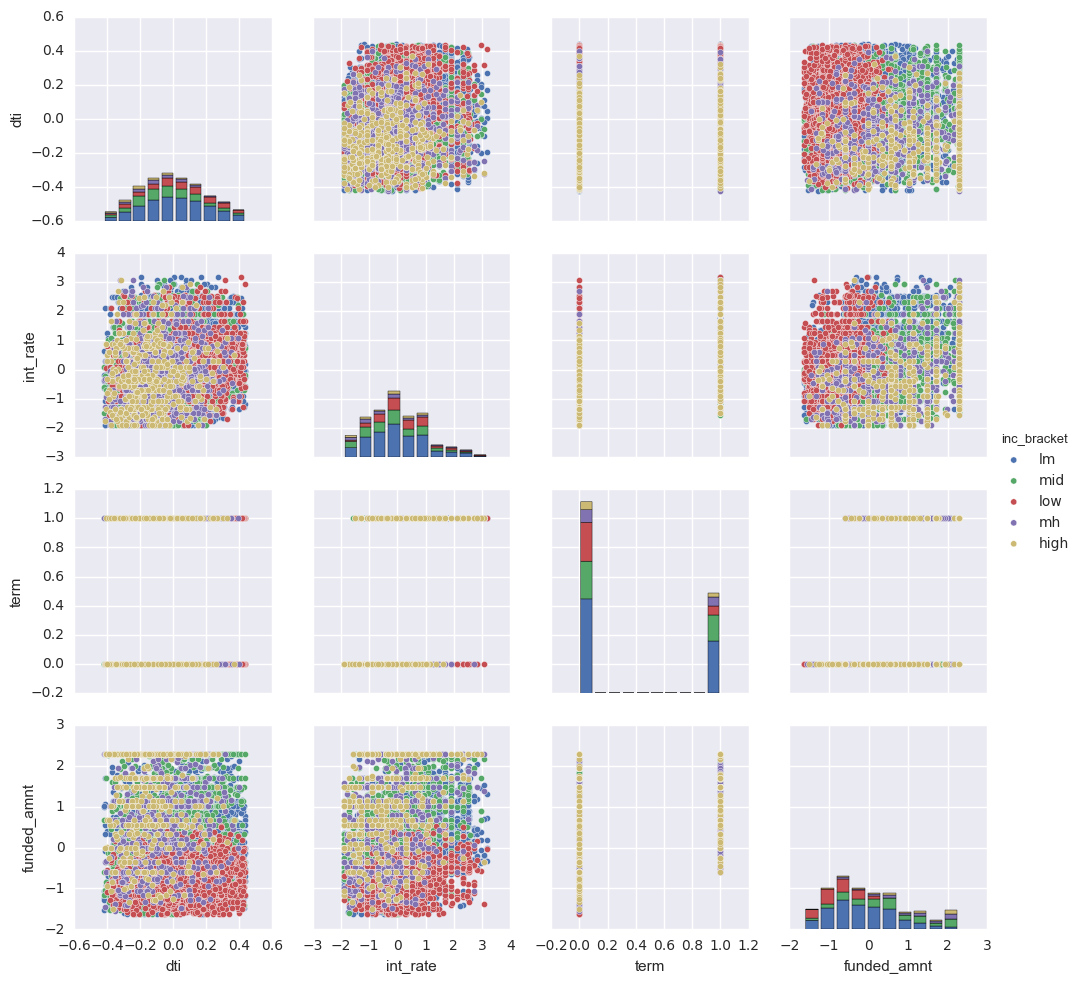 0.6
0.4
0.2
0.0
−0.2
−0.4
−0.6
dti
4
3
2
1
0
−1
−2
−3
int_rate
inc_bracket
lm
mid
low
mh
high
1.2
1.0
0.8
0.6
0.4
0.2
0.0
−0.2
term
3
2
1
0
−1
−2
funded_amnt
−0.6 −0.4 −0.2 0.0 0.2 0.4 0.6
−3 −2 −1 0 1 2 3 4
−0.2 0.0 0.2 0.4 0.6 0.8 1.0 1.2
−2 −1 0 1 2 3
dti int_rate term funded_amnt